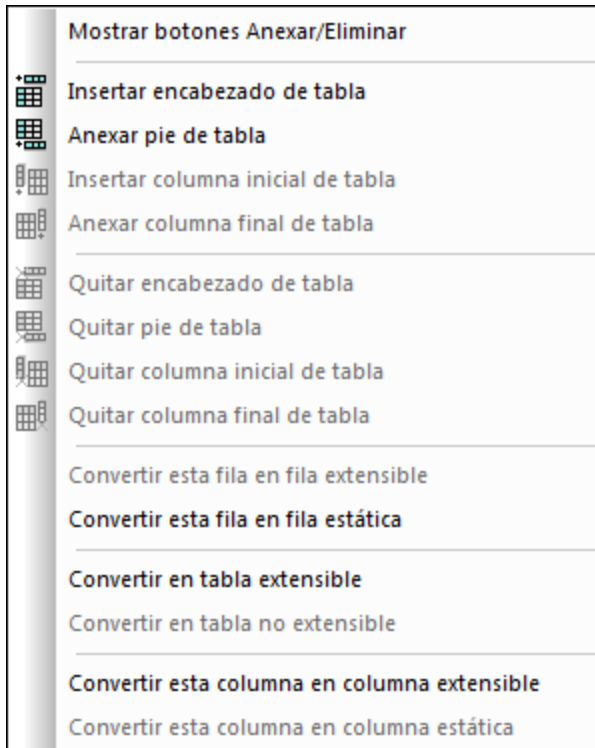 Mostrar botones Anexar/Eliminar
Insertar encabezado de tabla
Anexar pie de tabla
Insertar columna inicial de tabla
Anexar columna final de tabla
Quitar encabezado de tabla
Quitar pie de tabla
Quitar columna inicial de tabla
Quitar columna final de tabla
Convertir esta fila en fila extensible
Convertir esta fila en fila estática
Convertir en tabla extensible
Convertir en tabla no extensible
Convertir esta columna en columna extensible
Convertir esta columna en columna estática